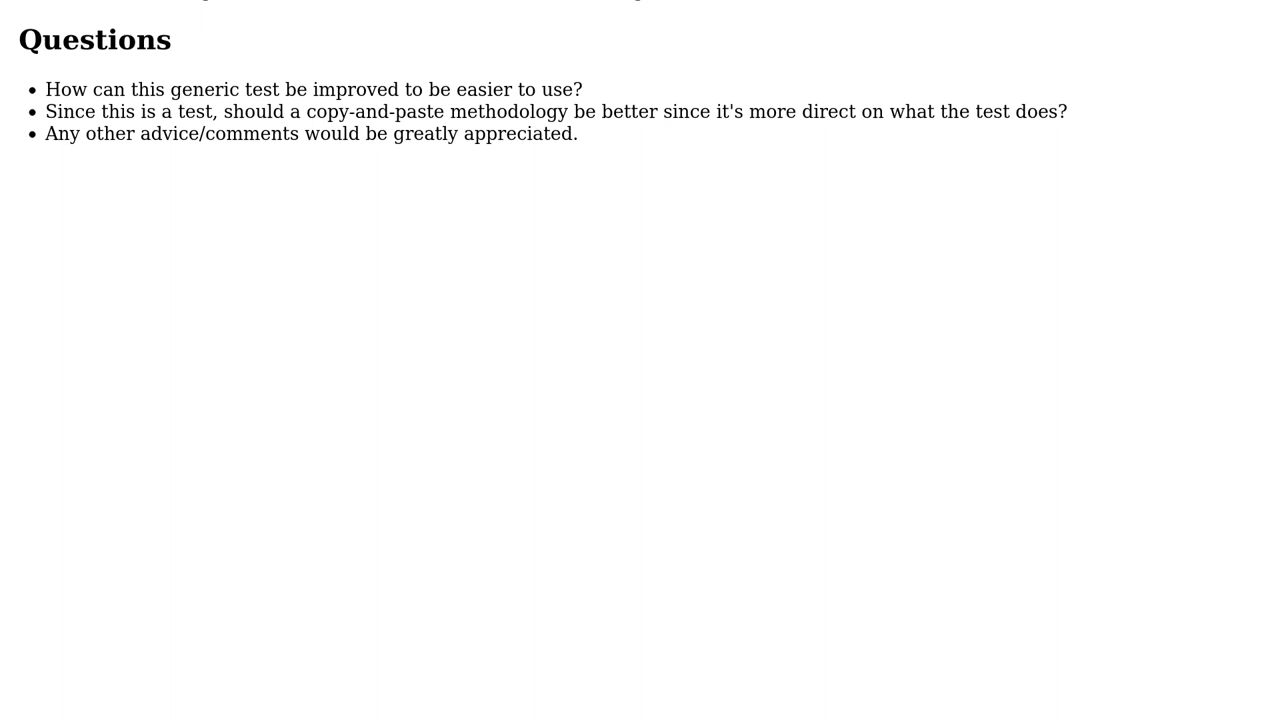 Questions
How can this generic test be improved to be easier to use?
Since this is a test, should a copy-and-paste methodology be better since it's more direct on what the test does?
Any other advice/comments would be greatly appreciated.